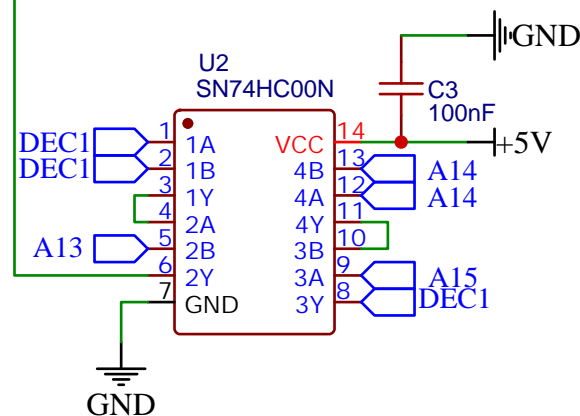 GND
U2
SN74HC00N
C3
100nF
DEC1 1 1A VCC 14 +5V
DEC1 2 1B 4B 13 A14
3 1Y 4A 12 A14
4 2A 4Y 11
A13 5 2B 3B 10
6 2Y 3A 9 A15
7 GND 3Y 8 DEC1
GND